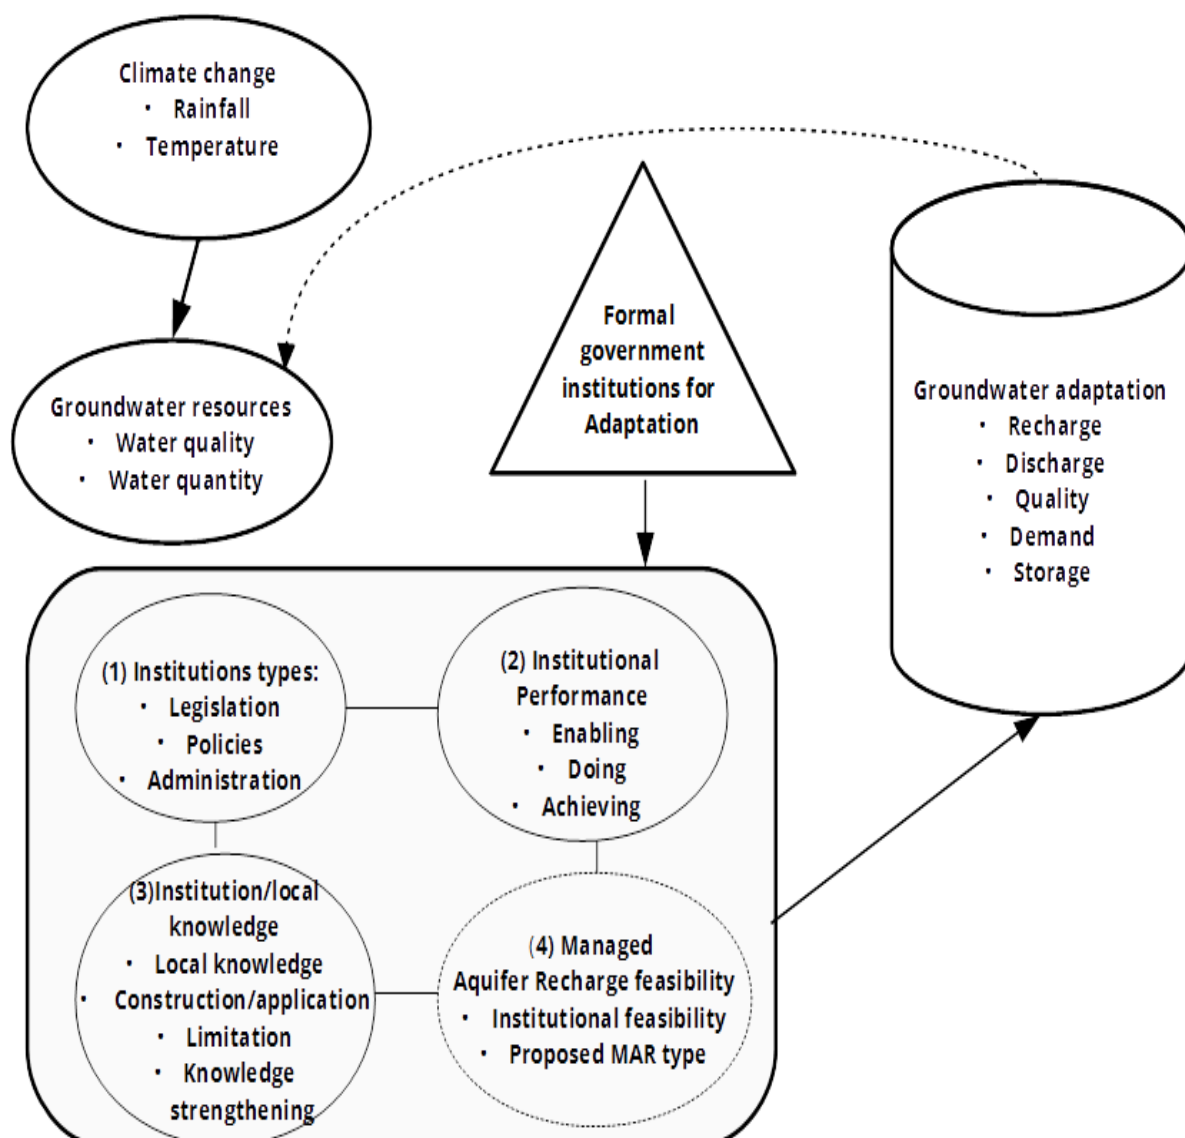 Climate change
• Rainfall
• Temperature
Groundwater resources
• Water quality
• Water quantity
Formal
government
institutions for
Adaptation
Groundwater adaptation
• Recharge
• Discharge
• Quality
• Demand
• Storage
(1) Institutions types:
• Legislation
• Policies
• Administration
(2) Institutional
Performance
• Enabling
• Doing
• Achieving
(3)Institution/local
knowledge
• Local knowledge
• Construction/application
• Limitation
• Knowledge
strengthening
(4) Managed
Aquifer Recharge feasibility
• Institutional feasibility
• Proposed MAR type